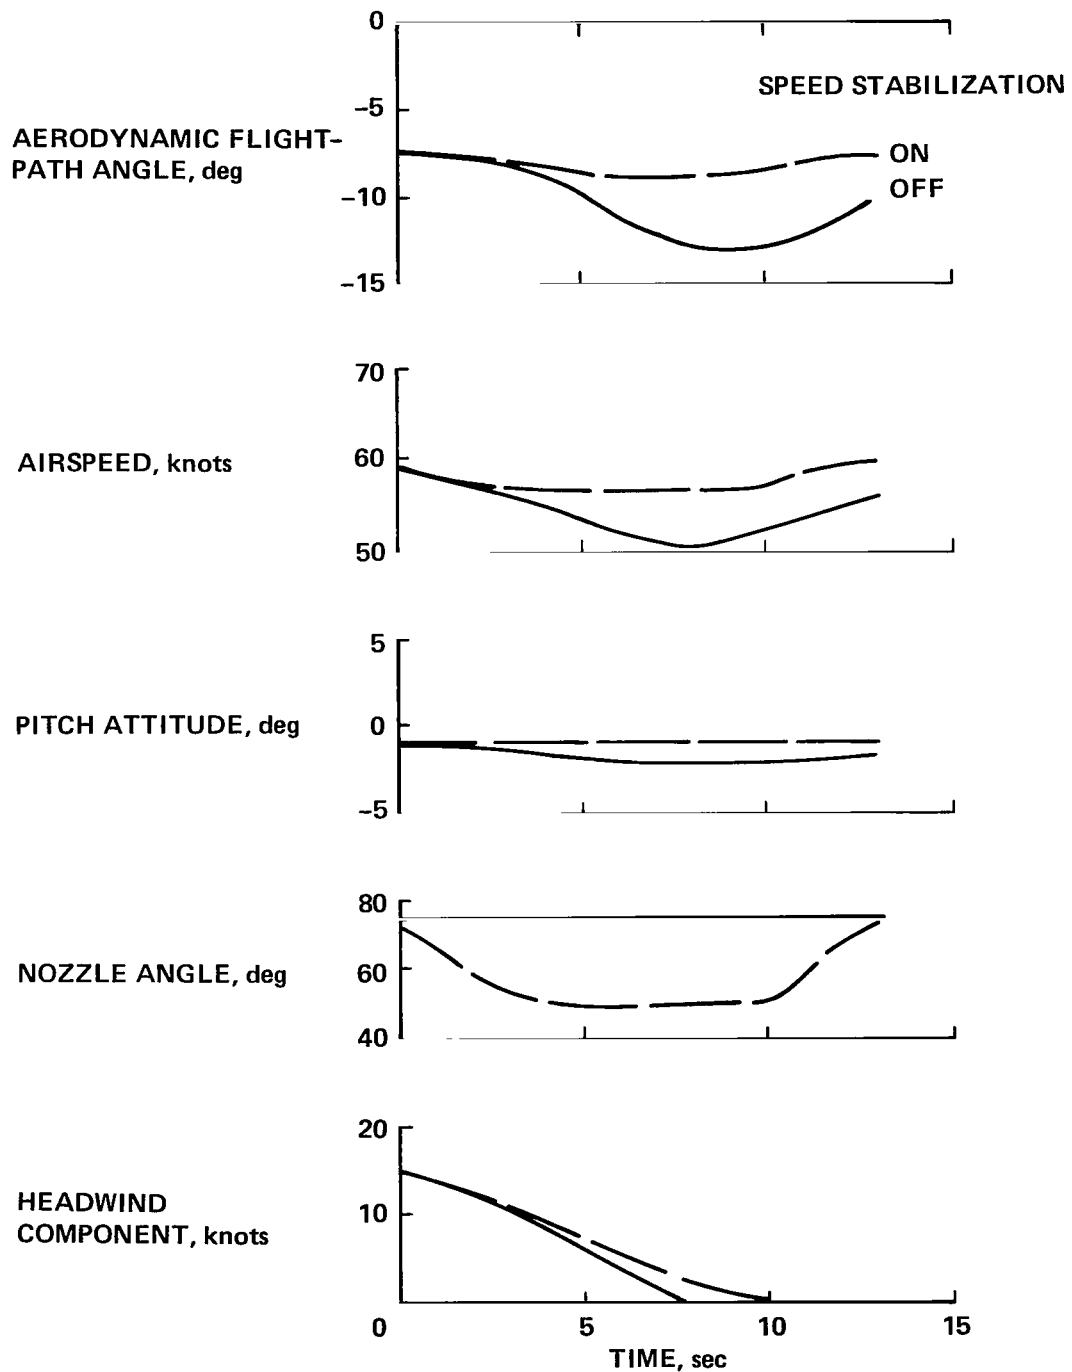 0
SPEED STABILIZATION
−5
AERODYNAMIC FLIGHT-
PATH ANGLE, deg
ON
OFF
−10
−15
70
AIRSPEED, knots
60
50
5
PITCH ATTITUDE, deg
0
−5
80
NOZZLE ANGLE, deg
60
40
20
HEADWIND
COMPONENT, knots
10
0 5 10 15
TIME, sec